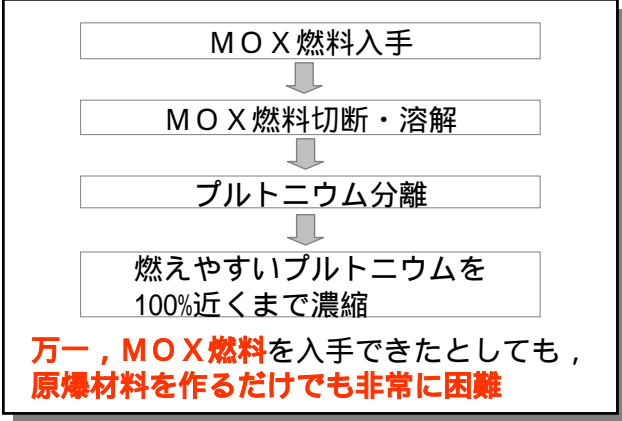 ＭＯＸ燃料入手
ＭＯＸ燃料切断・溶解
プルトニウム分離
燃えやすいプルトニウムを
100%近くまで濃縮
万一，ＭＯＸ燃料を入手できたとしても，
原爆材料を作るだけでも非常に困難